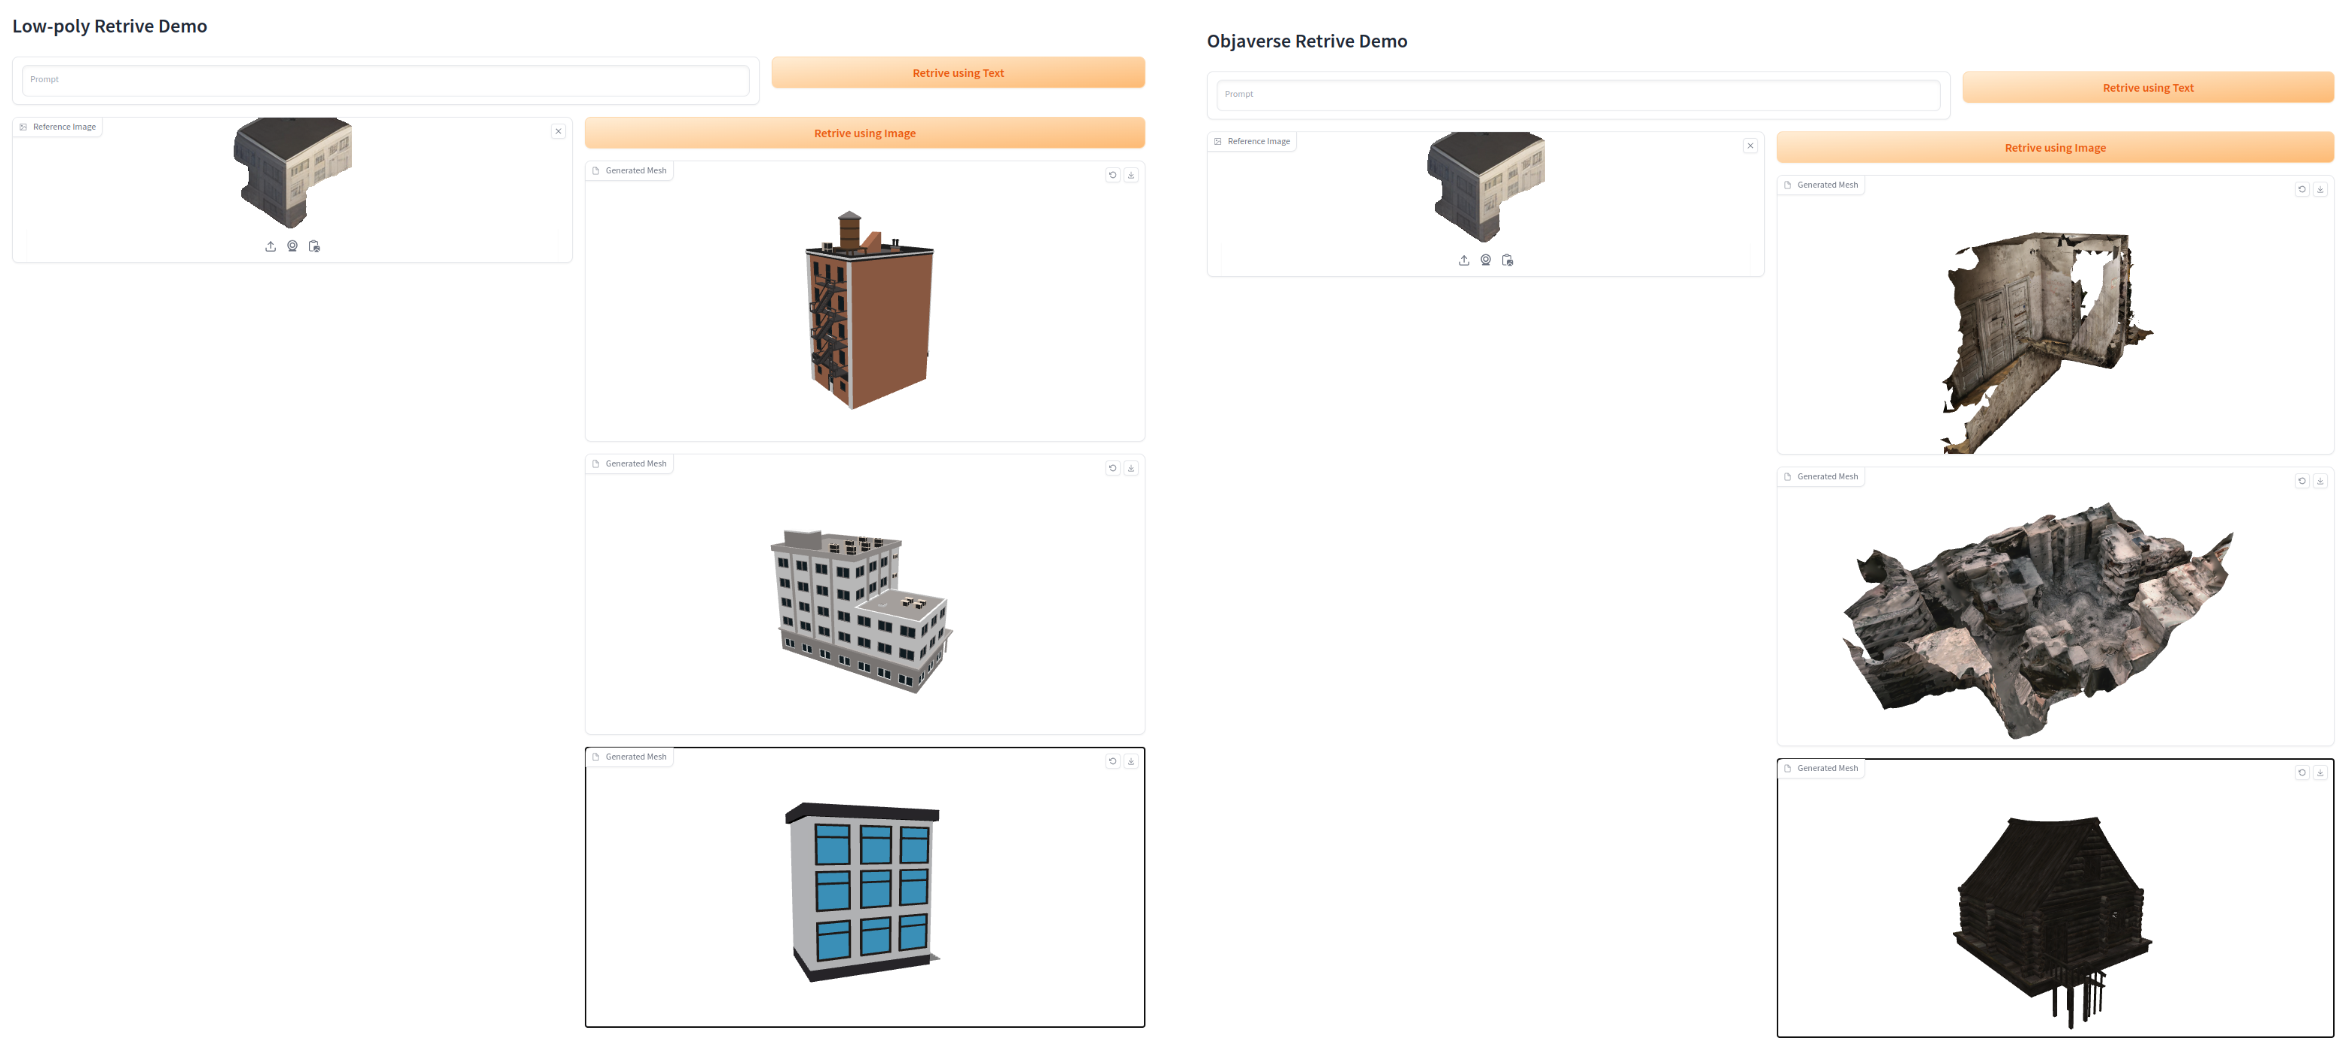 Low-poly Retrive Demo
Prompt
Retrive using Text
Reference Image
Retrive using Image
Generated Mesh
Generated Mesh
Generated Mesh
Objaverse Retrive Demo
Prompt
Retrive using Text
Reference Image
Retrive using Image
Generated Mesh
Generated Mesh
Generated Mesh